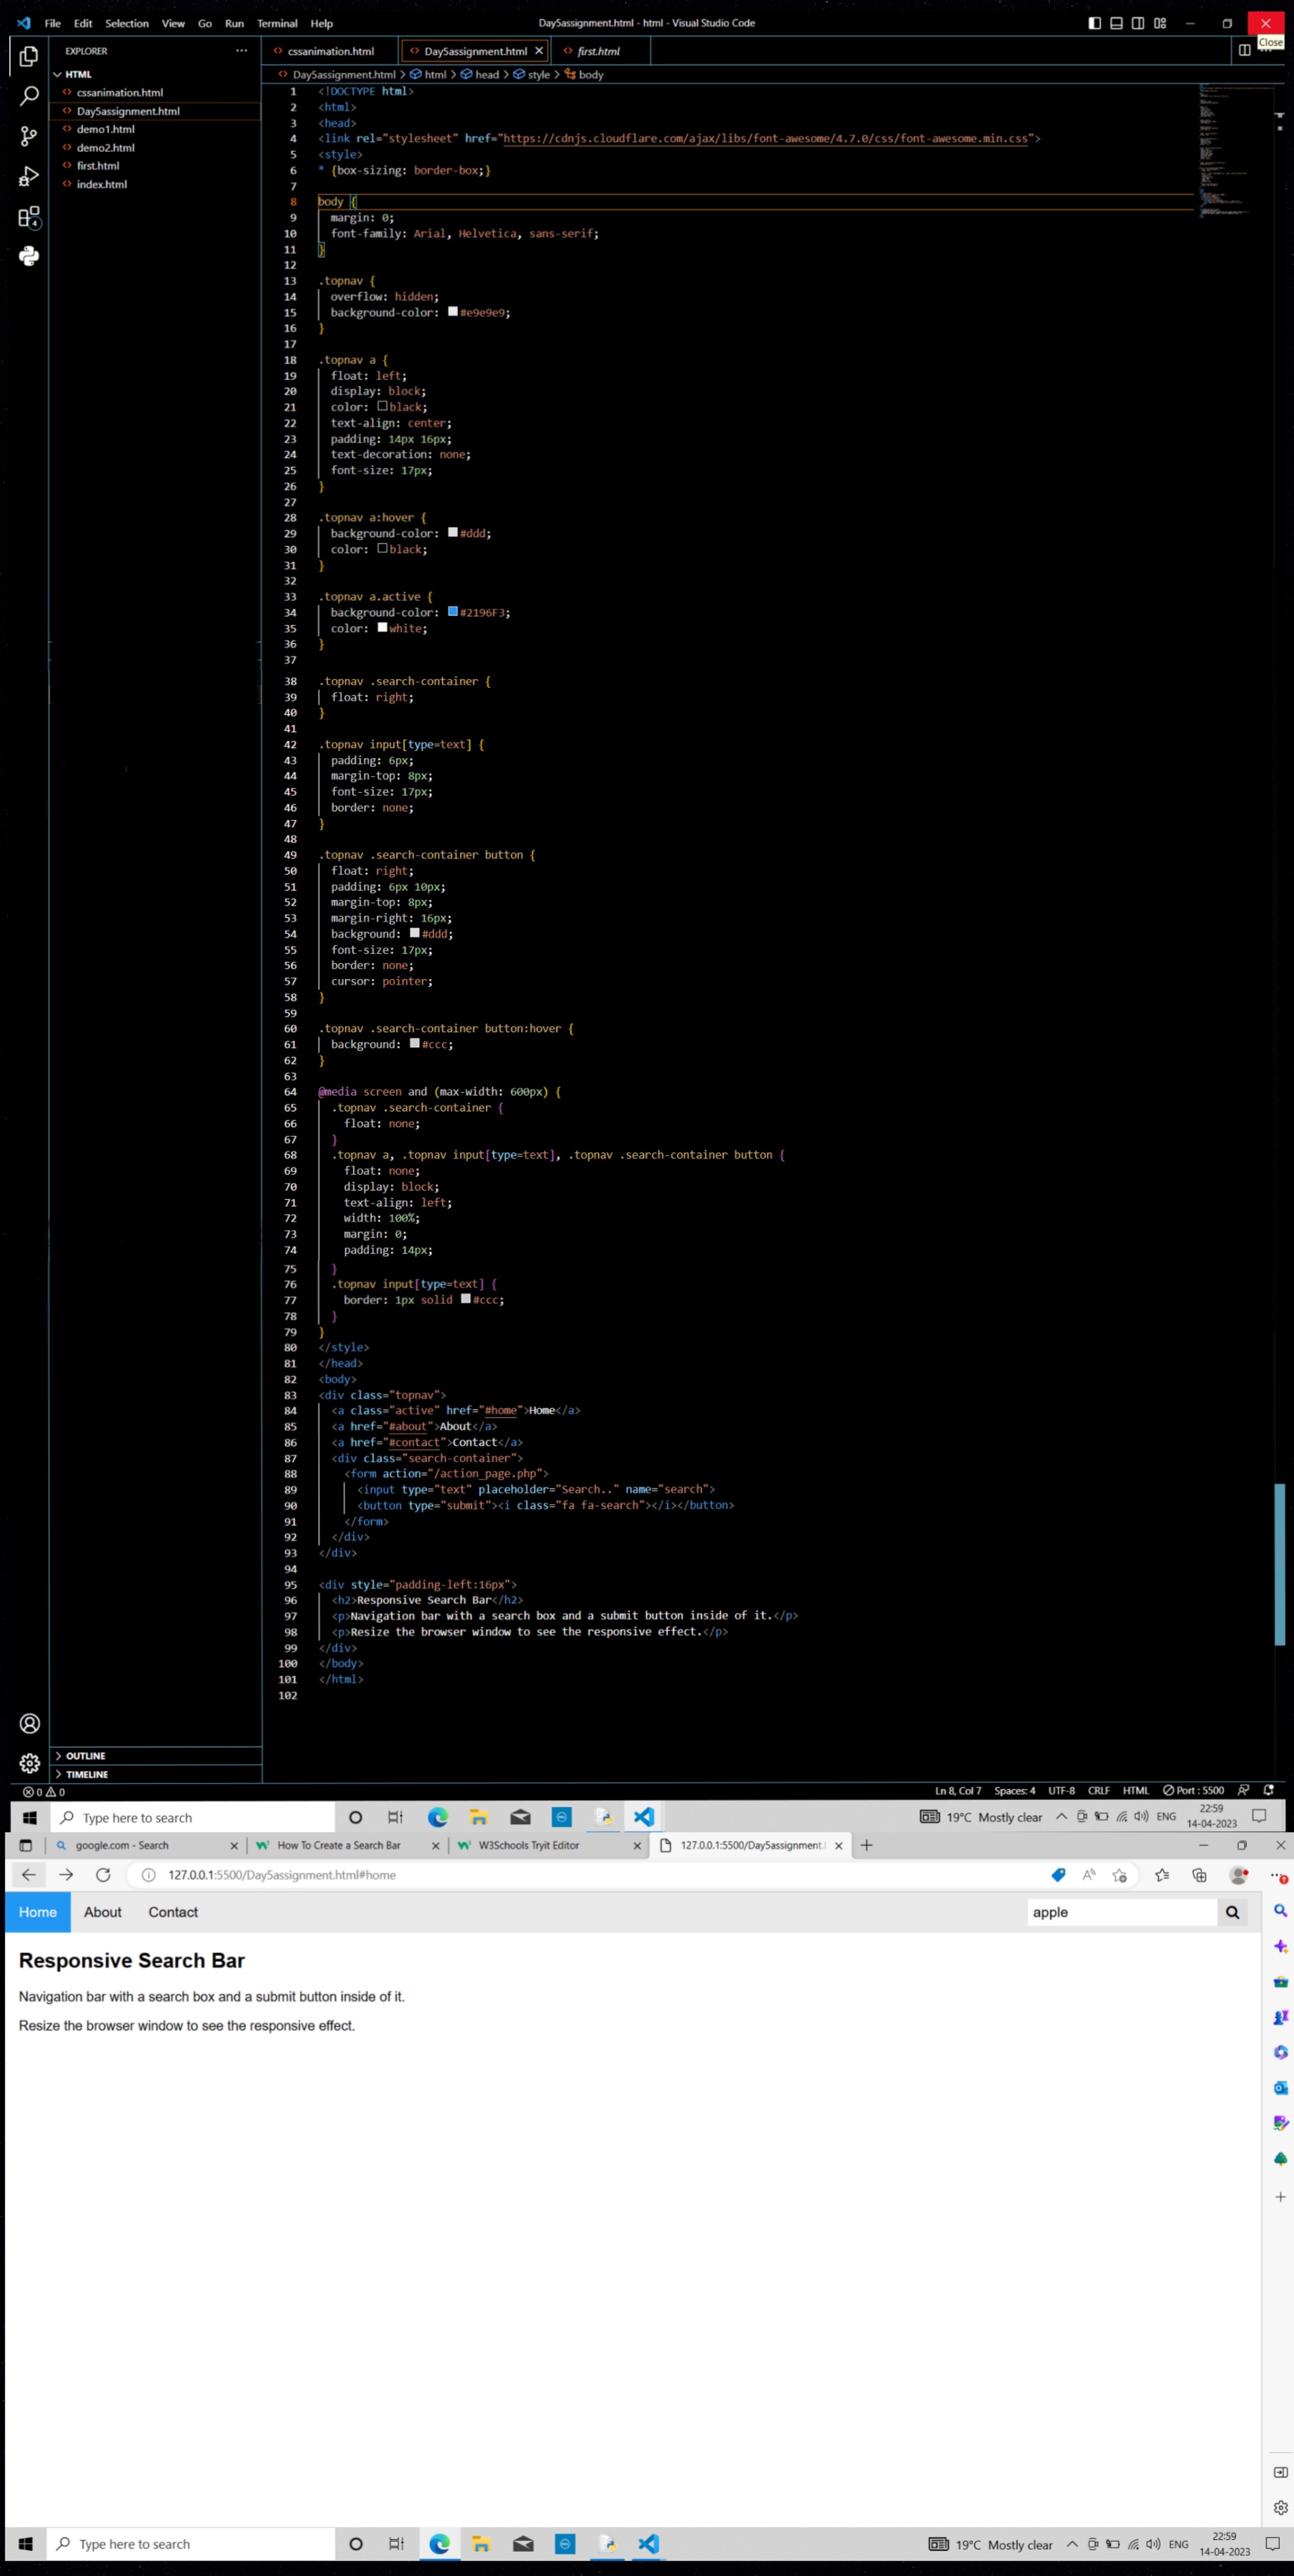 File Edit Selection View Go Run Terminal Help
Day5assignment.html - html - Visual Studio Code
Close
EXPLORER
HTML
cssanimation.html
Day5assignment.html
demo1.html
demo2.html
first.html
index.html
4
cssanimation.html Day5assignment.html first.html
Day5assignment.html > html > head > style > body
1 <!DOCTYPE html>
2 <html>
3 <head>
4 <link rel="stylesheet" href="https://cdnjs.cloudflare.com/ajax/libs/font-awesome/4.7.0/css/font-awesome.min.css">
5 <style>
6 * {box-sizing: border-box;}
7
8 body {
9 margin: 0;
10 font-family: Arial, Helvetica, sans-serif;
11 }
12
13 .topnav {
14 overflow: hidden;
15 background-color: #e9e9e9;
16 }
17
18 .topnav a {
19 float: left;
20 display: block;
21 color: black;
22 text-align: center;
23 padding: 14px 16px;
24 text-decoration: none;
25 font-size: 17px;
26 }
27
28 .topnav a:hover {
29 background-color: #ddd;
30 color: black;
31 }
32
33 .topnav a.active {
34 background-color: #2196F3;
35 color: white;
36 }
37
38 .topnav .search-container {
39 float: right;
40 }
41
42 .topnav input[type=text] {
43 padding: 6px;
44 margin-top: 8px;
45 font-size: 17px;
46 border: none;
47 }
48
49 .topnav .search-container button {
50 float: right;
51 padding: 6px 10px;
52 margin-top: 8px;
53 margin-right: 16px;
54 background: #ddd;
55 font-size: 17px;
56 border: none;
57 cursor: pointer;
58 }
59
60 .topnav .search-container button:hover {
61 background: #ccc;
62 }
63
64 @media screen and (max-width: 600px) {
65 .topnav .search-container {
66 float: none;
67 }
68 .topnav a, .topnav input[type=text], .topnav .search-container button {
69 float: none;
70 display: block;
71 text-align: left;
72 width: 100%;
73 margin: 0;
74 padding: 14px;
75 }
76 .topnav input[type=text] {
77 border: 1px solid #ccc;
78 }
79 }
80 </style>
81 </head>
82 <body>
83 <div class="topnav">
84 <a class="active" href="#home">Home</a>
85 <a href="#about">About</a>
86 <a href="#contact">Contact</a>
87 <div class="search-container">
88 <form action="/action_page.php">
89 <input type="text" placeholder="Search.." name="search">
90 <button type="submit"><i class="fa fa-search"></i></button>
91 </form>
92 </div>
93 </div>
94
95 <div style="padding-left:16px">
96 <h2>Responsive Search Bar</h2>
97 <p>Navigation bar with a search box and a submit button inside of it.</p>
98 <p>Resize the browser window to see the responsive effect.</p>
99 </div>
100 </body>
101 </html>
102
OUTLINE
TIMELINE
0 0
Ln 8, Col 7 Spaces: 4 UTF-8 CRLF HTML Port : 5500
Type here to search
19°C Mostly clear ENG 22:59
14-04-2023
google.com - Search How To Create a Search Bar W3Schools Tryit Editor 127.0.0.1:5500/Day5assignment.
127.0.0.1:5500/Day5assignment.html#home
Home About Contact apple
Responsive Search Bar
Navigation bar with a search box and a submit button inside of it.
Resize the browser window to see the responsive effect.
Type here to search
19°C Mostly clear ENG 22:59
14-04-2023